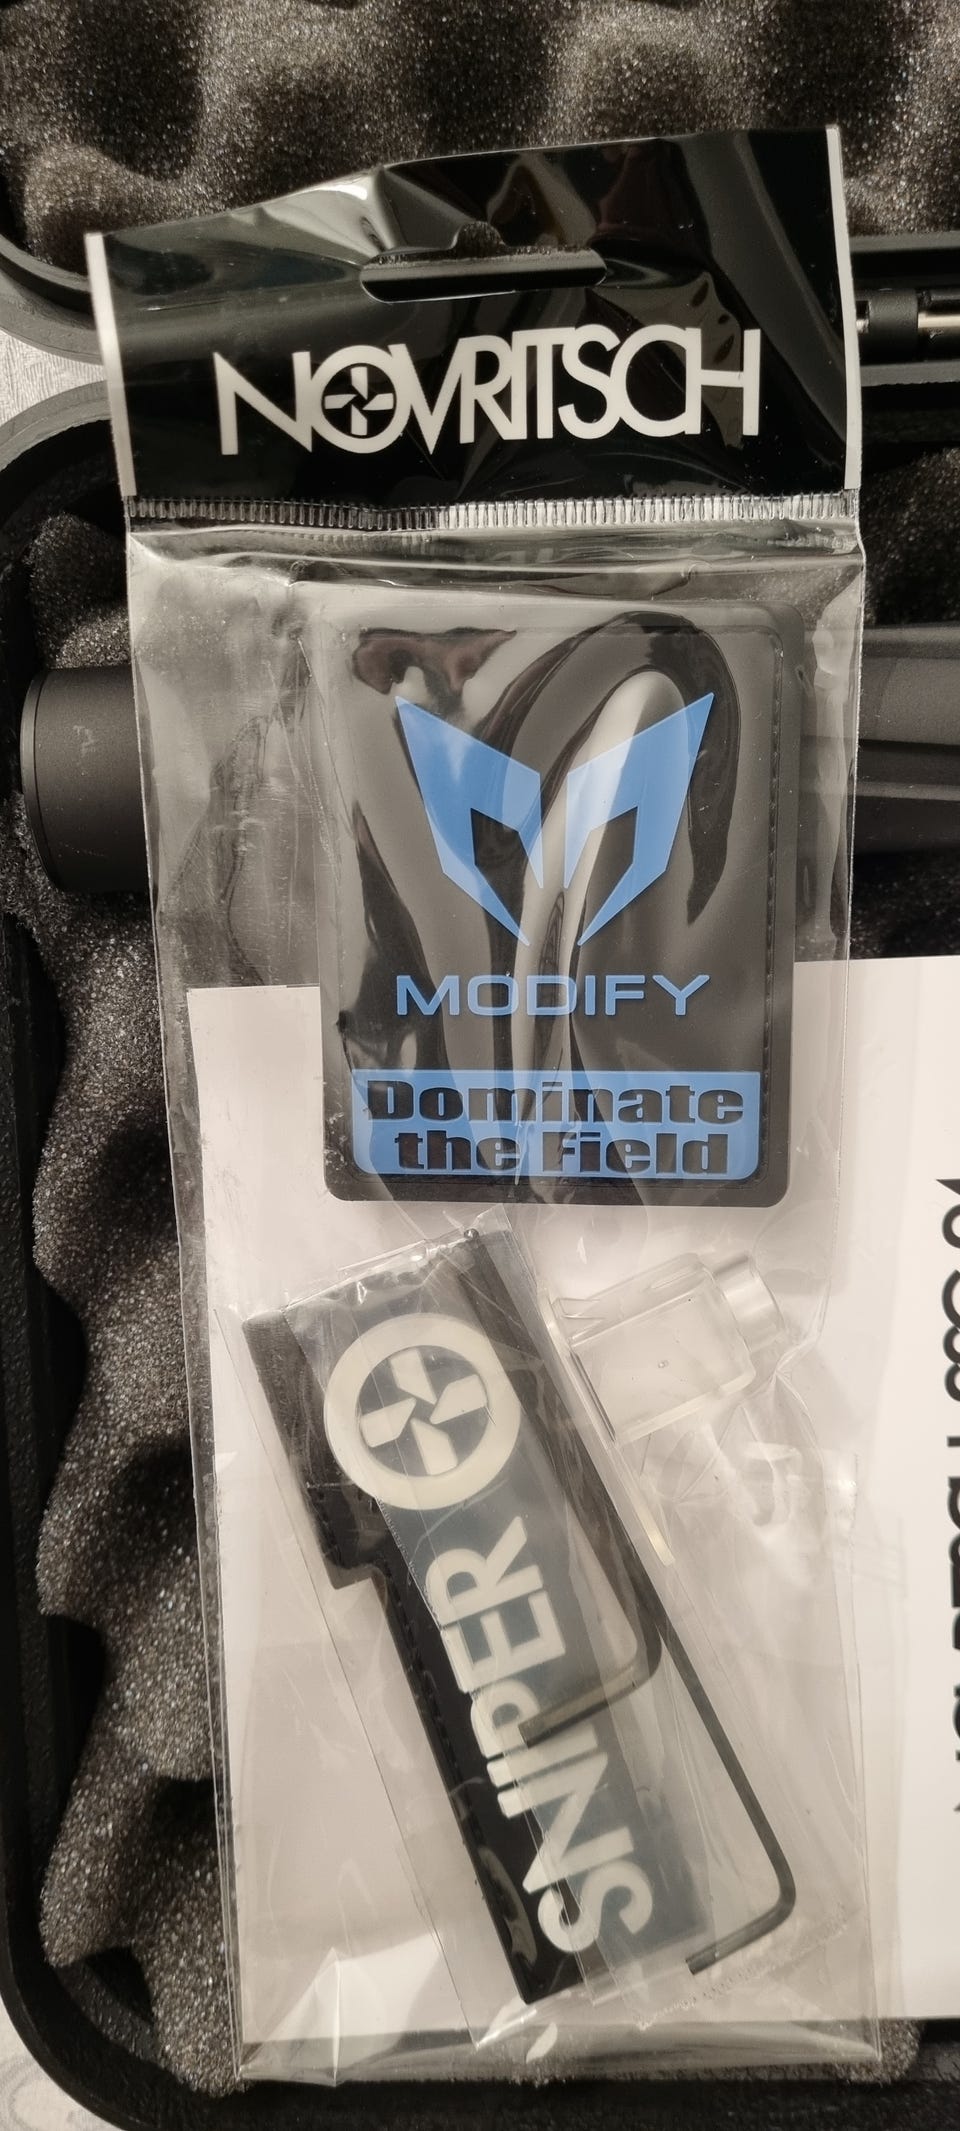 NOVRITSCH
MODIFY
Dominate
the Field
SNIPER